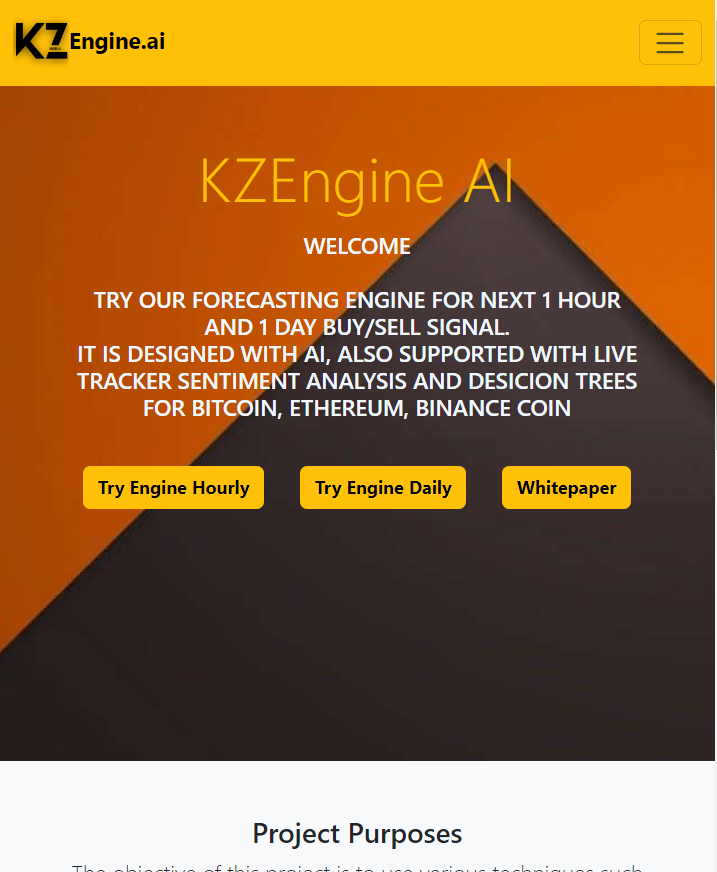 KZ Engine.ai
KZEngine AI
WELCOME
TRY OUR FORECASTING ENGINE FOR NEXT 1 HOUR
AND 1 DAY BUY/SELL SIGNAL.
IT IS DESIGNED WITH AI, ALSO SUPPORTED WITH LIVE
TRACKER SENTIMENT ANALYSIS AND DESICION TREES
FOR BITCOIN, ETHEREUM, BINANCE COIN
Try Engine Hourly
Try Engine Daily
Whitepaper
Project Purposes
The objective of this project is to use various techniques such